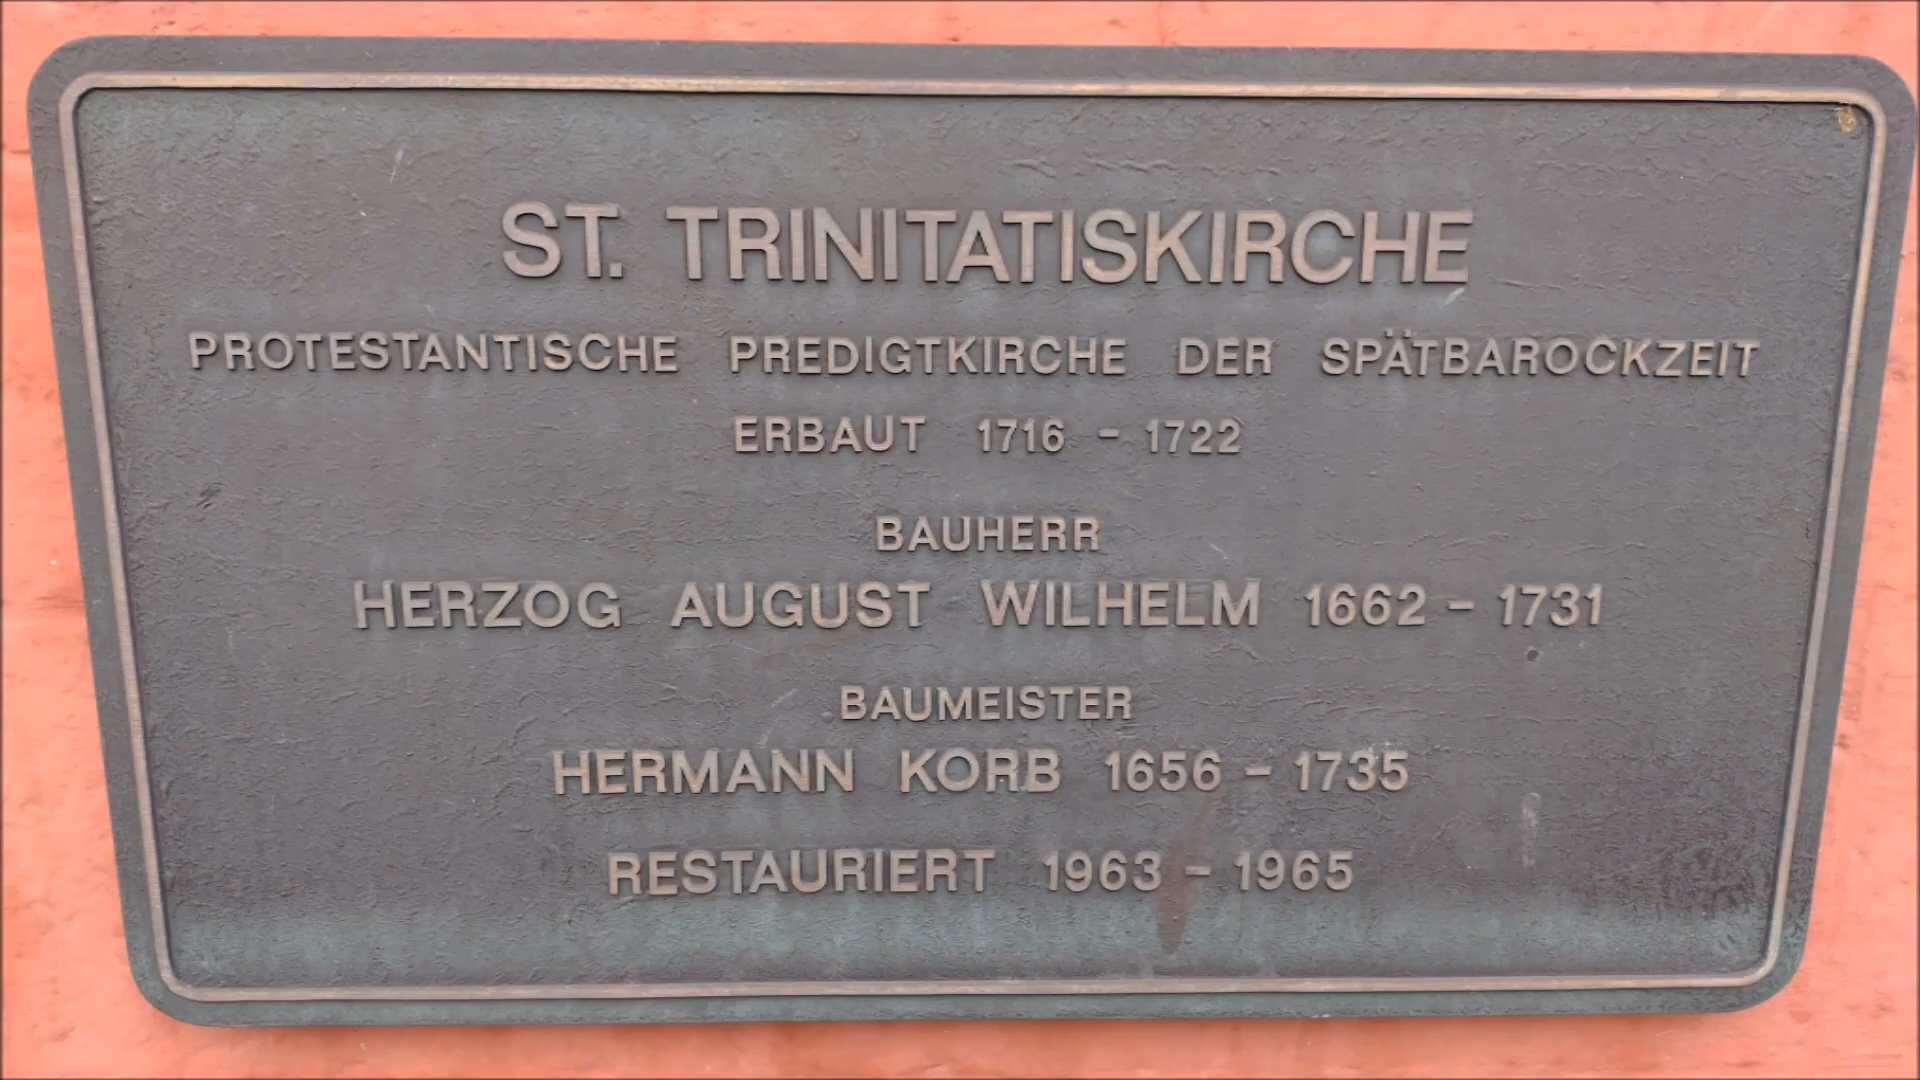 ST. TRINITATISKIRCHE
PROTESTANTISCHE PREDIGTKIRCHE DER SPÄTBAROCKZEIT
ERBAUT 1716 - 1722
BAUHERR
HERZOG AUGUST WILHELM 1662 - 1731
BAUMEISTER
HERMANN KORB 1656 - 1735
RESTAURIERT 1963 - 1965